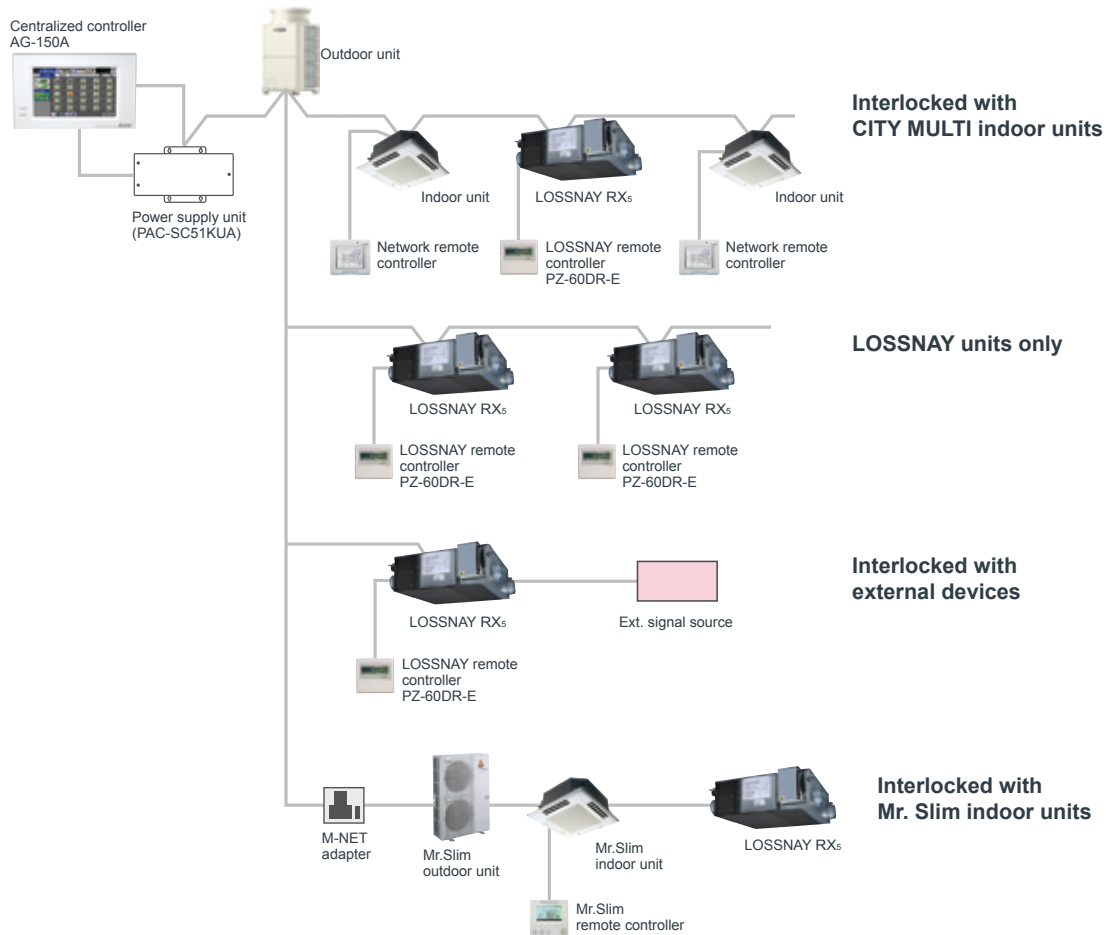 Centralized controller
AG-150A
Outdoor unit
Power supply unit
(PAC-SC51KUA)
Interlocked with
CITY MULTI indoor units
Indoor unit
LOSSNAY RX₅
Indoor unit
Network remote
controller
LOSSNAY remote
controller
PZ-60DR-E
Network remote
controller
LOSSNAY units only
LOSSNAY RX₅
LOSSNAY RX₅
LOSSNAY remote
controller
PZ-60DR-E
LOSSNAY remote
controller
PZ-60DR-E
Interlocked with
external devices
LOSSNAY RX₅
Ext. signal source
LOSSNAY remote
controller
PZ-60DR-E
Interlocked with
Mr. Slim indoor units
M-NET
adapter
Mr.Slim
outdoor unit
Mr.Slim
indoor unit
LOSSNAY RX₅
Mr.Slim
remote controller